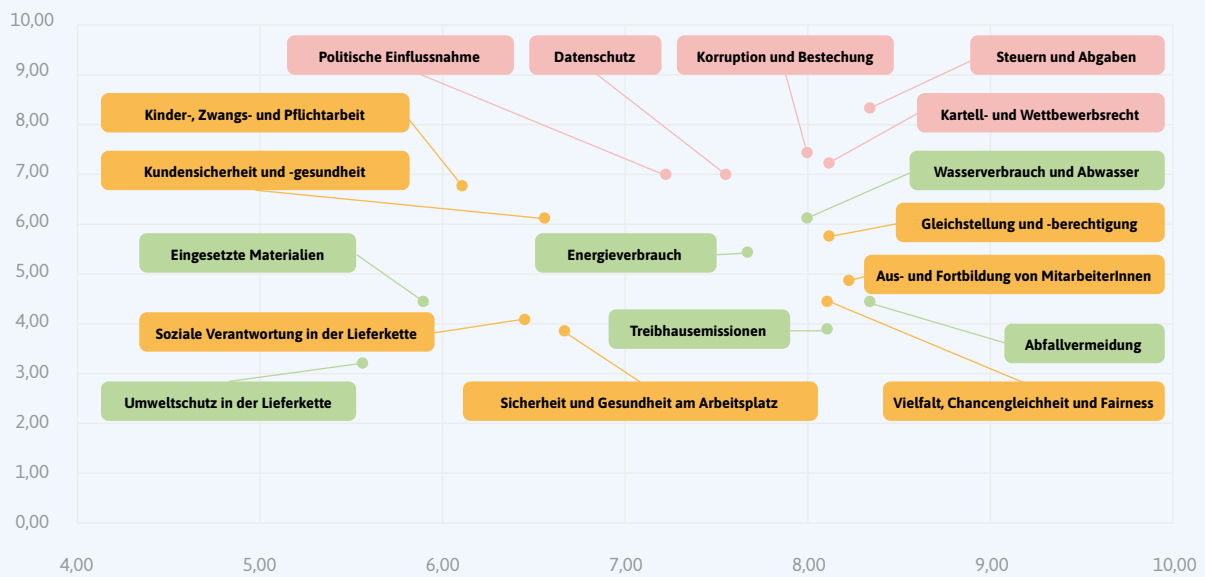 10,00
Politische Einflussnahme
Datenschutz
Korruption und Bestechung
Steuern und Abgaben
9,00
Kinder-, Zwangs- und Pflichtarbeit
Kartell- und Wettbewerbsrecht
8,00
Kundensicherheit und -gesundheit
Wasserverbrauch und Abwasser
7,00
6,00
Gleichstellung und -berechtigung
Eingesetzte Materialien
Energieverbrauch
5,00
Aus- und Fortbildung von MitarbeiterInnen
4,00
Soziale Verantwortung in der Lieferkette
Treibhausemissionen
Abfallvermeidung
3,00
Umweltschutz in der Lieferkette
Sicherheit und Gesundheit am Arbeitsplatz
Vielfalt, Chancengleichheit und Fairness
2,00
1,00
0,00
4,00
5,00
6,00
7,00
8,00
9,00
10,00